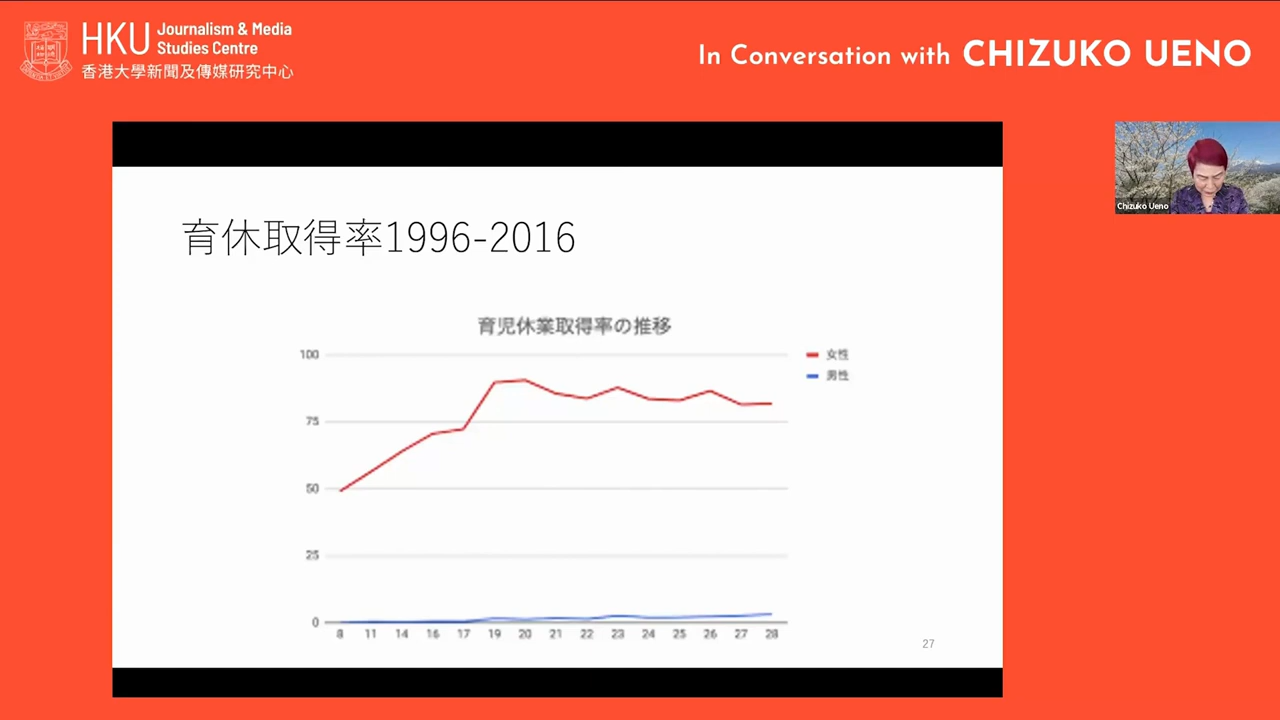 HKU Journalism & Media
Studies Centre
香港大學新聞及傳媒研究中心
In Conversation with CHIZUKO UENO
Chizuko Ueno
育休取得率1996-2016
育児休業取得率の推移
100
75
50
25
0
女性
男性
8 11 14 16 17 19 20 21 22 23 24 25 26 27 28
27